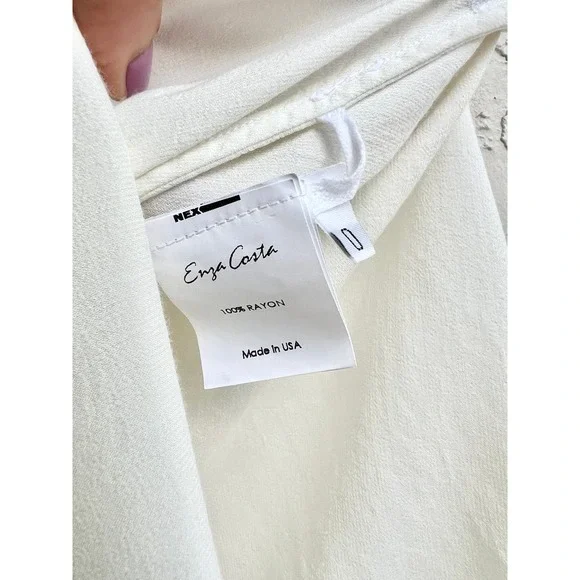 NEX
Enza Costa
100% RAYON
Made In USA
0